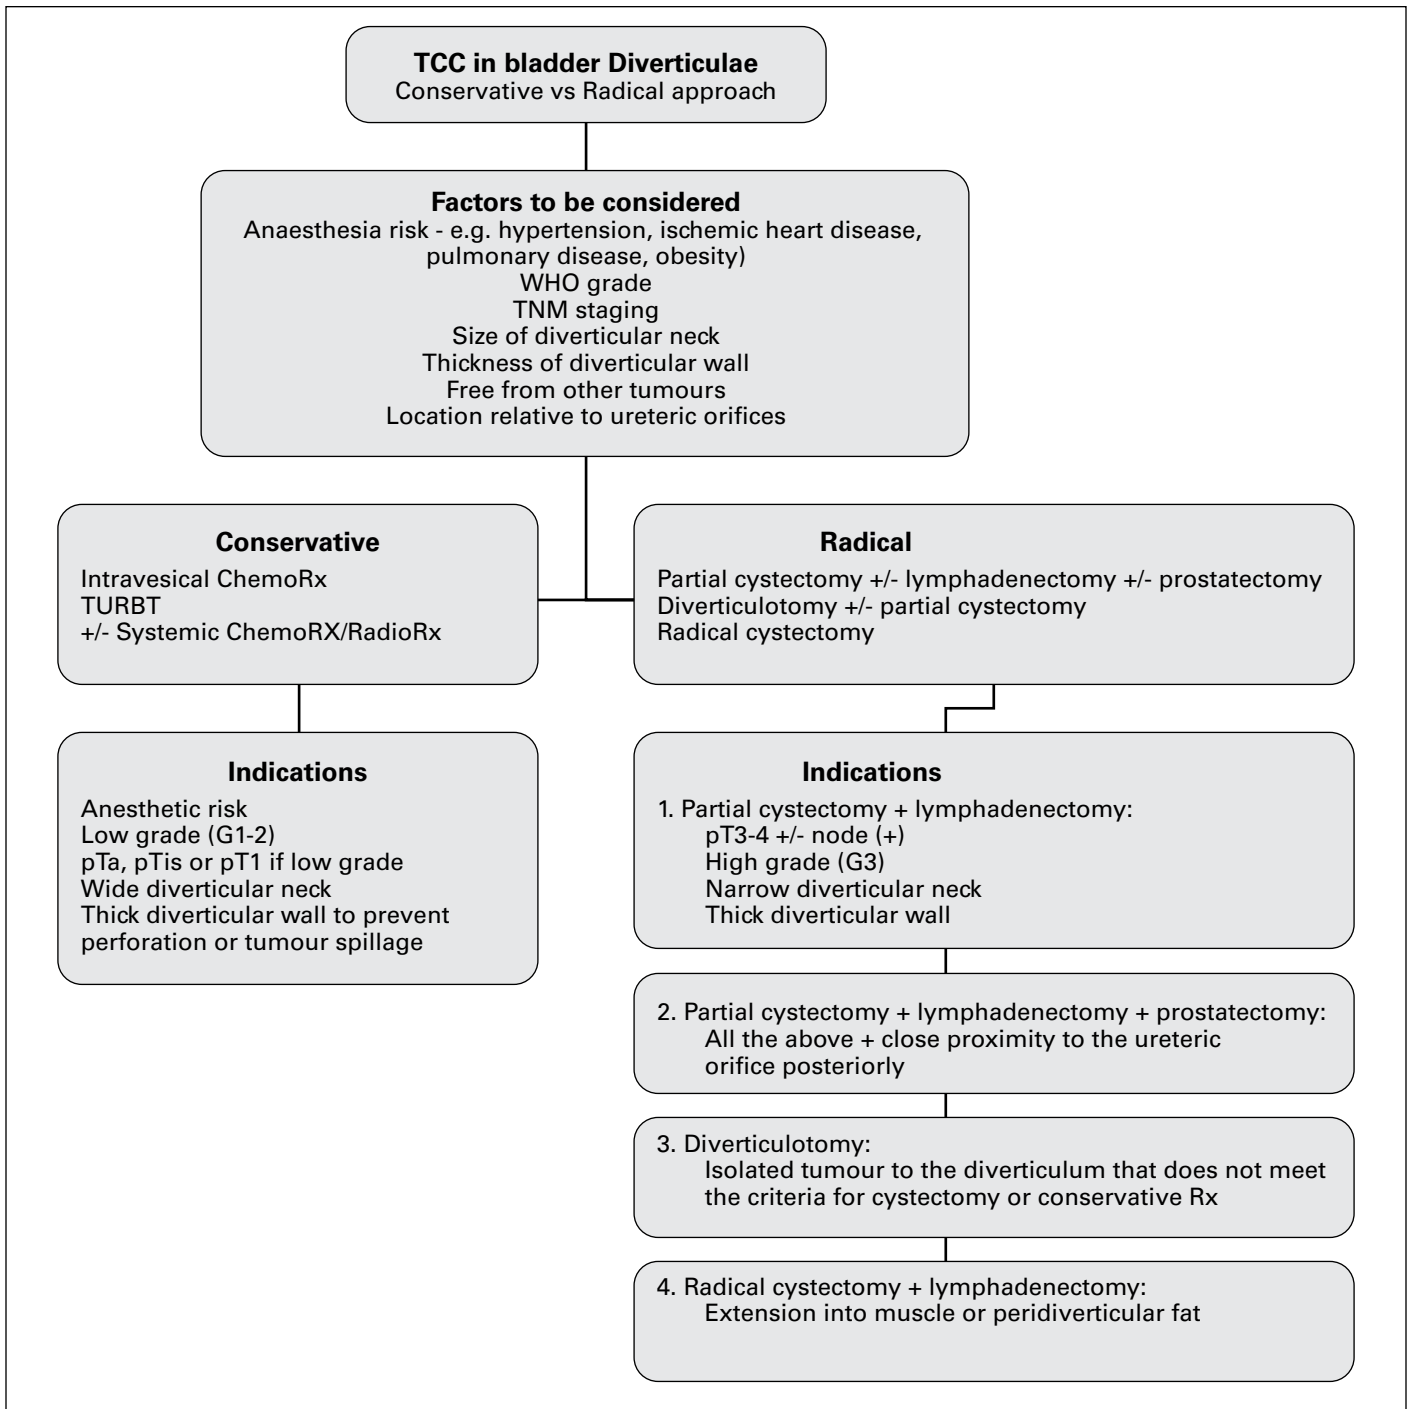 TCC in bladder Diverticulae
Conservative vs Radical approach
Factors to be considered
Anaesthesia risk - e.g. hypertension, ischemic heart disease,
pulmonary disease, obesity)
WHO grade
TNM staging
Size of diverticular neck
Thickness of diverticular wall
Free from other tumours
Location relative to ureteric orifices
Conservative
Intravesical ChemoRx
TURBT
+/- Systemic ChemoRX/RadioRx
Radical
Partial cystectomy +/- lymphadenectomy +/- prostatectomy
Diverticulotomy +/- partial cystectomy
Radical cystectomy
Indications
Anesthetic risk
Low grade (G1-2)
pTa, pTis or pT1 if low grade
Wide diverticular neck
Thick diverticular wall to prevent
perforation or tumour spillage
Indications
1. Partial cystectomy + lymphadenectomy:
pT3-4 +/- node (+)
High grade (G3)
Narrow diverticular neck
Thick diverticular wall
2. Partial cystectomy + lymphadenectomy + prostatectomy:
All the above + close proximity to the ureteric
orifice posteriorly
3. Diverticulotomy:
Isolated tumour to the diverticulum that does not meet
the criteria for cystectomy or conservative Rx
4. Radical cystectomy + lymphadenectomy:
Extension into muscle or peridiverticular fat